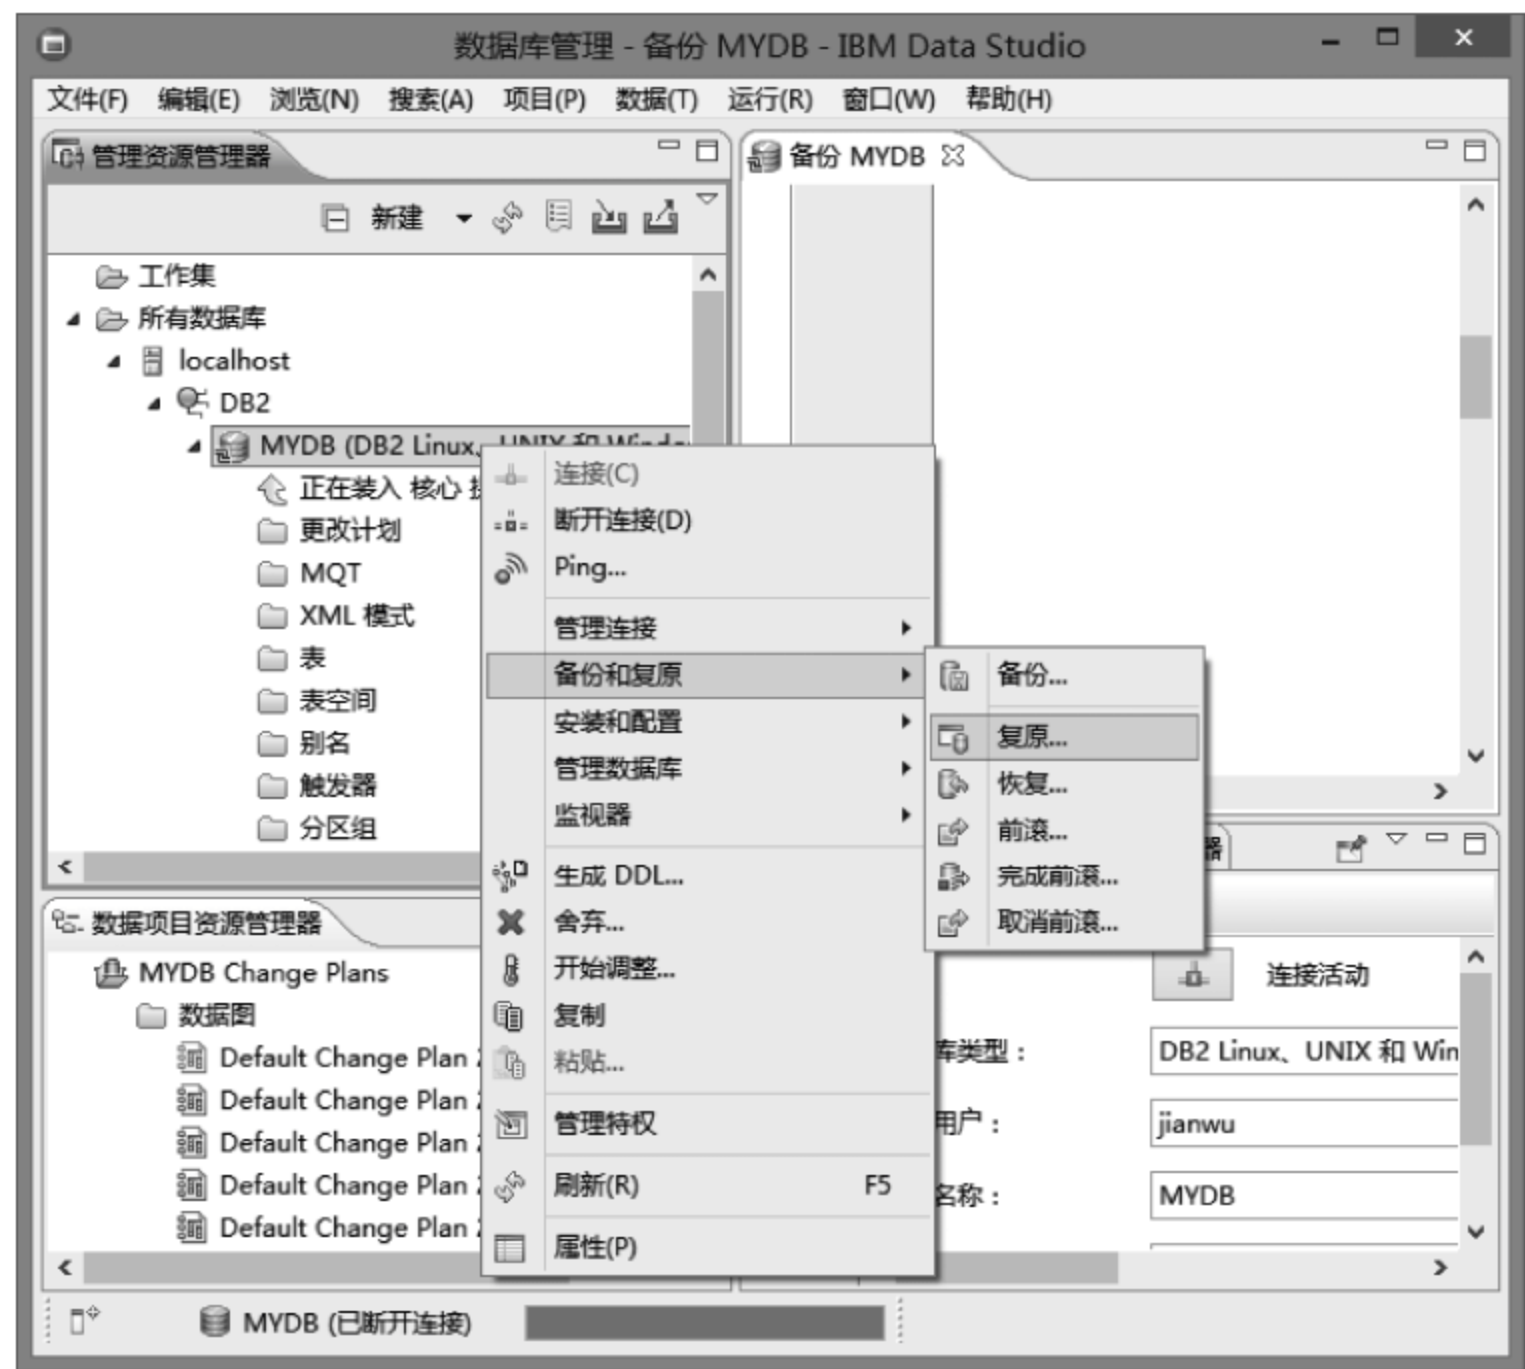 数据库管理 - 备份 MYDB - IBM Data Studio
文件(F) 编辑(E) 浏览(N) 搜索(A) 项目(P) 数据(T) 运行(R) 窗口(W) 帮助(H)
管理资源管理器
新建
工作集
所有数据库
localhost
DB2
MYDB (DB2 Linux、UNIX 和 Window
正在装入 核心
更改计划
MQT
XML 模式
表
表空间
别名
触发器
分区组
备份 MYDB
连接(C)
断开连接(D)
Ping...
管理连接
备份和复原
安装和配置
管理数据库
监视器
生成 DDL...
舍弃...
开始调整...
复制
粘贴...
管理特权
刷新(R) F5
属性(P)
备份...
复原...
恢复...
前滚...
完成前滚...
取消前滚...
数据项目资源管理器
MYDB Change Plans
数据图
Default Change Plan
Default Change Plan
Default Change Plan
Default Change Plan
Default Change Plan
器
连接活动
库类型： DB2 Linux、UNIX 和 Win
用户： jianwu
名称： MYDB
MYDB (已断开连接)